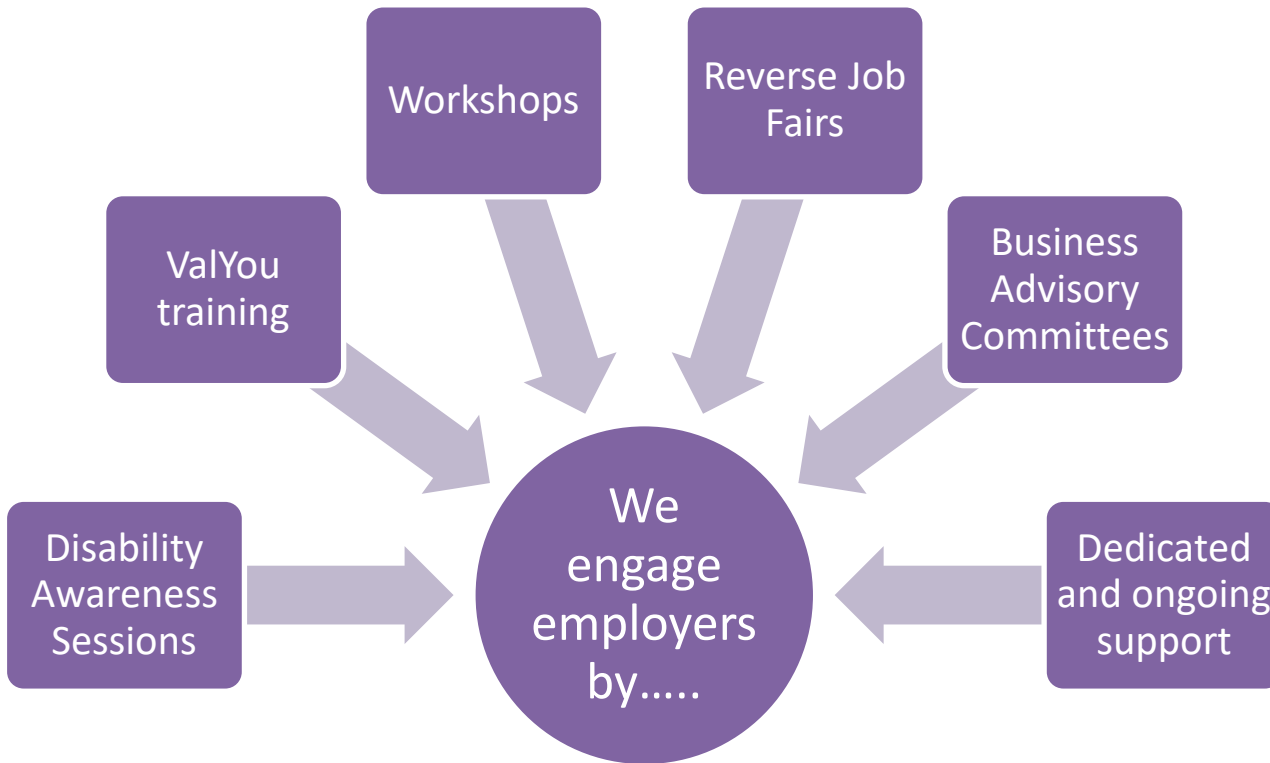 Workshops
Reverse Job
Fairs
ValYou
training
Business
Advisory
Committees
Disability
Awareness
Sessions
We
engage
employers
by.....
Dedicated
and ongoing
support